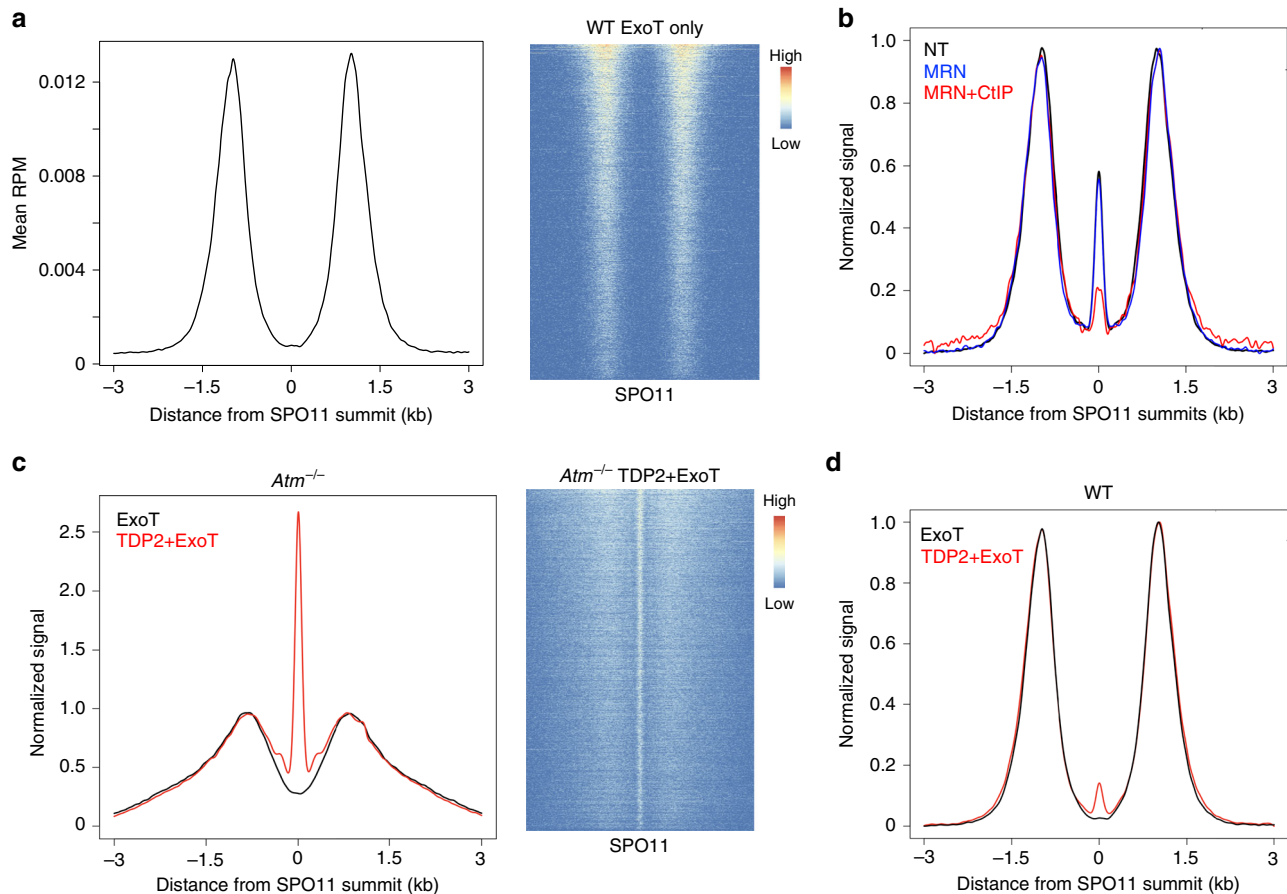 a
WT ExoT only
0.012
0.008
0.004
0
Mean RPM
–3
–1.5
0
1.5
3
Distance from SPO11 summit (kb)
High
Low
SPO11
b
NT
MRN
MRN+CtIP
1.0
0.8
0.6
0.4
0.2
0
Normalized signal
–3
–1.5
0
1.5
3
Distance from SPO11 summits (kb)
c
Atm–/–
ExoT
TDP2+ExoT
2.5
2.0
1.5
1.0
0.5
0
Normalized signal
–3
–1.5
0
1.5
3
Distance from SPO11 summit (kb)
Atm–/– TDP2+ExoT
High
Low
SPO11
d
WT
ExoT
TDP2+ExoT
1.0
0.8
0.6
0.4
0.2
0
Normalized signal
–3
–1.5
0
1.5
3
Distance from SPO11 summit (kb)